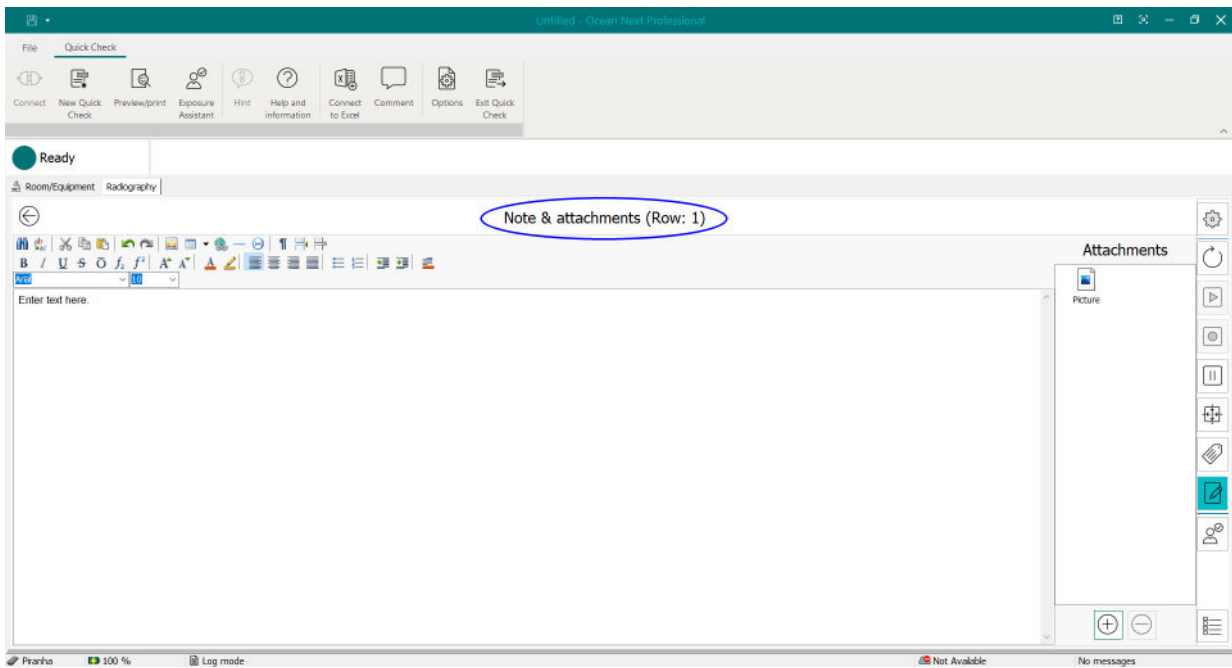 Untitled - Ocean Next Professional
File Quick Check
Connect New Quick Check Preview/print Exposure Assistant Hint Help and information Connect to Excel Comment Options Exit Quick Check
Ready
Room/Equipment Radiography
Note & attachments (Row: 1)
Attachments
Arial 10
Enter text here.
Picture
Piranha 100 % Log mode Not Available No messages